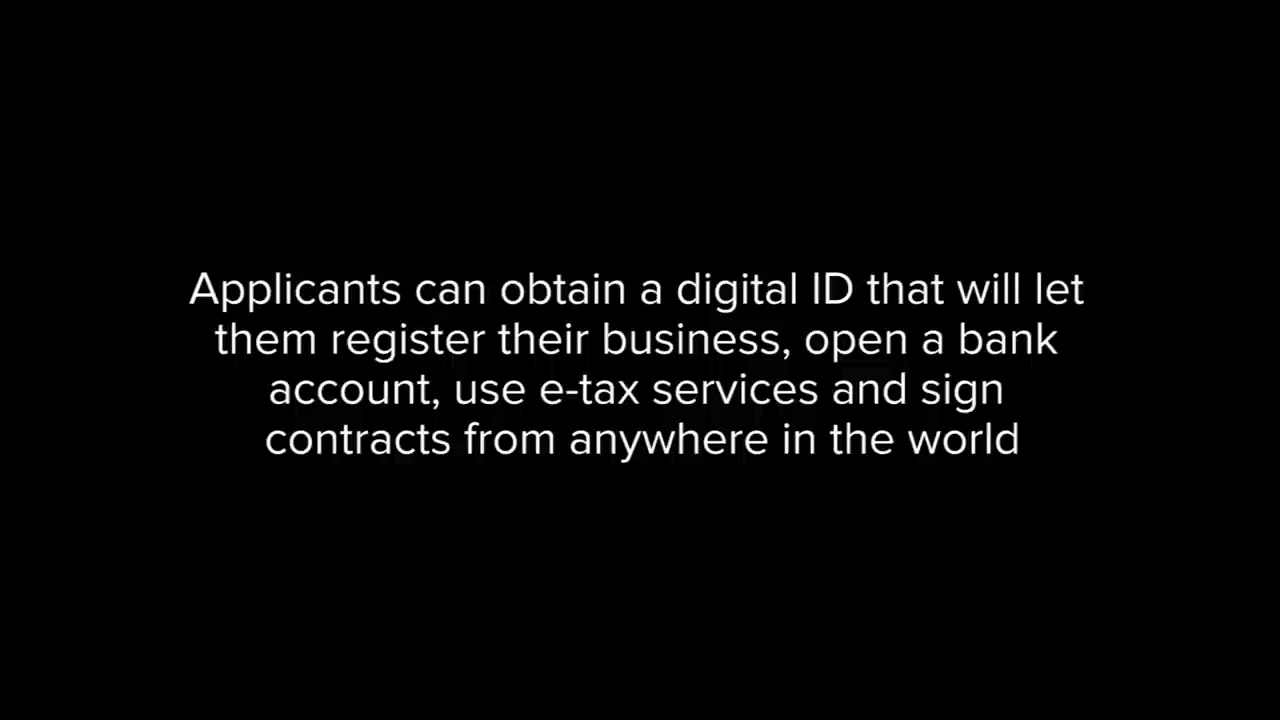 Applicants can obtain a digital ID that will let
them register their business, open a bank
account, use e-tax services and sign
contracts from anywhere in the world